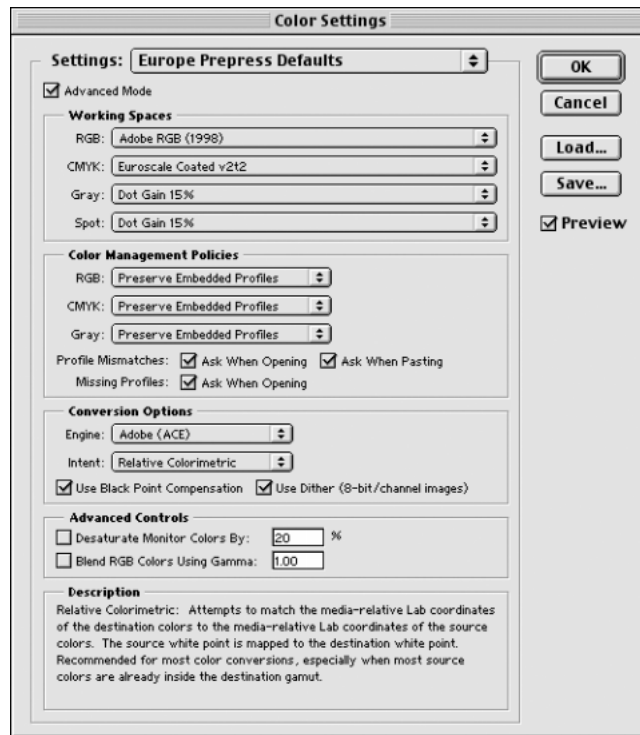 Color Settings
Settings: Europe Prepress Defaults
OK
Advanced Mode
Cancel
Working Spaces
RGB: Adobe RGB (1998)
Load...
CMYK: Euroscale Coated v2t2
Gray: Dot Gain 15%
Save...
Spot: Dot Gain 15%
Preview
Color Management Policies
RGB: Preserve Embedded Profiles
CMYK: Preserve Embedded Profiles
Gray: Preserve Embedded Profiles
Profile Mismatches: Ask When Opening Ask When Pasting
Missing Profiles: Ask When Opening
Conversion Options
Engine: Adobe (ACE)
Intent: Relative Colorimetric
Use Black Point Compensation Use Dither (8-bit/channel images)
Advanced Controls
Desaturate Monitor Colors By: 20 %
Blend RGB Colors Using Gamma: 1.00
Description
Relative Colorimetric: Attempts to match the media-relative Lab coordinates
of the destination colors to the media-relative Lab coordinates of the source
colors. The source white point is mapped to the destination white point.
Recommended for most color conversions, especially when most source
colors are already inside the destination gamut.